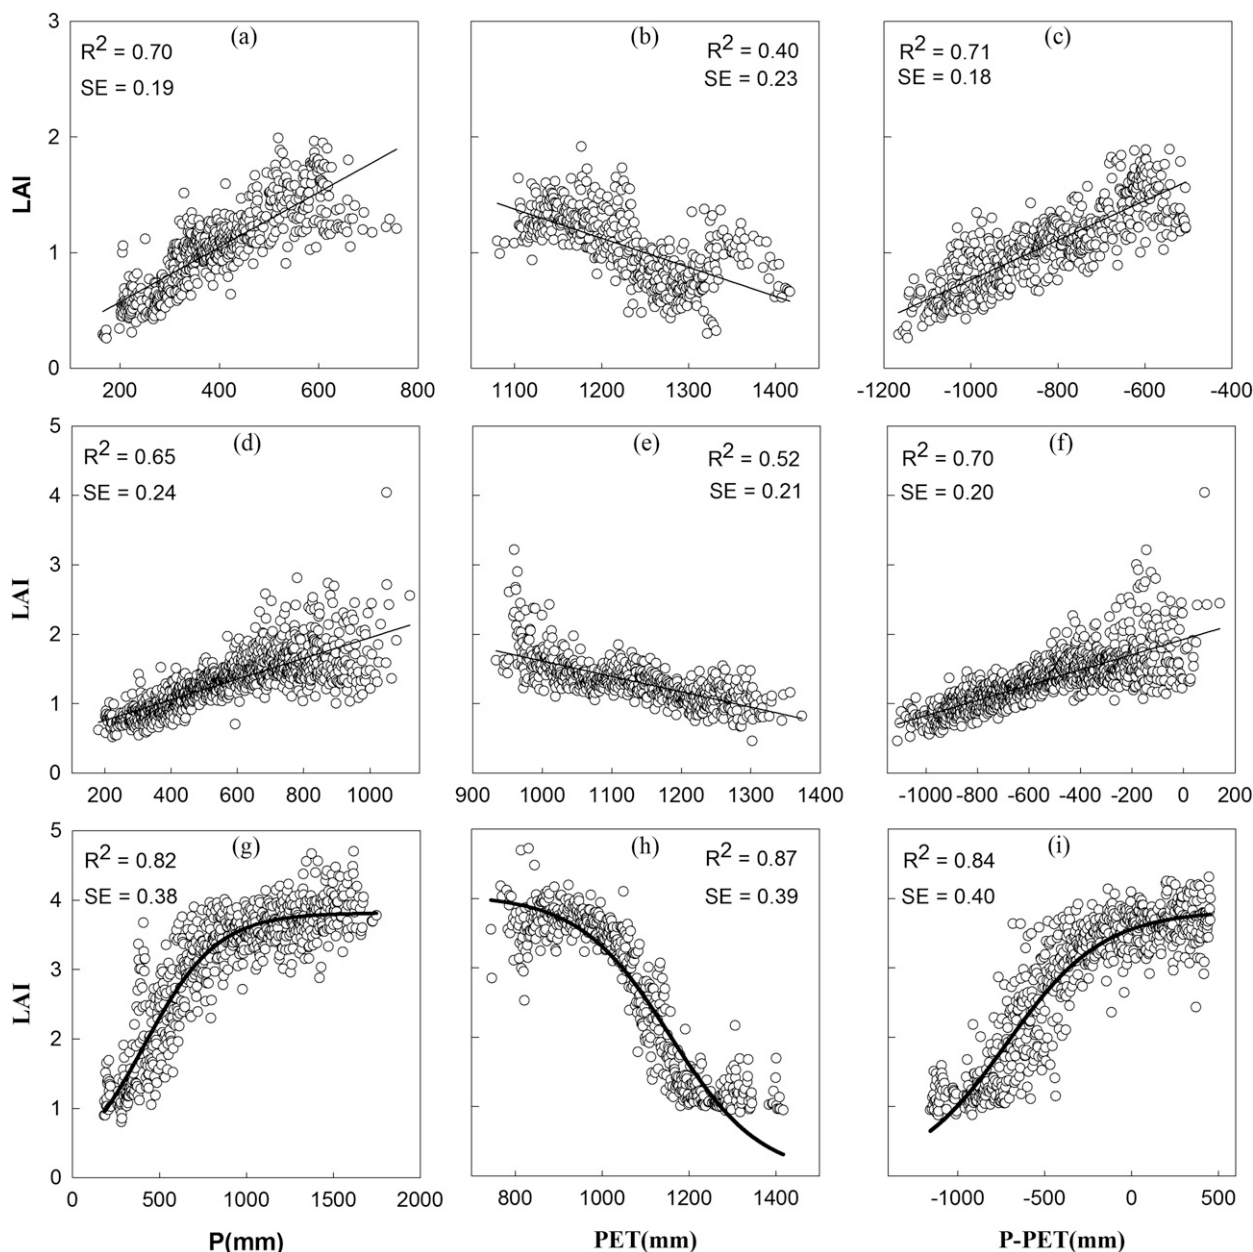 3 (a) (b) (c)
R2 = 0.70 R2 = 0.40 R2 = 0.71
SE = 0.19 SE = 0.23 SE = 0.18
2
LAI
1
0
200 400 600 800 1100 1200 1300 1400 -1200 -1000 -800 -600 -400
5 (d) (e) (f)
R2 = 0.65 R2 = 0.52 R2 = 0.70
SE = 0.24 SE = 0.21 SE = 0.20
4
3
LAI
2
1
0
200 400 600 800 1000 900 1000 1100 1200 1300 1400 -1000 -800 -600 -400 -200 0 200
5 (g) (h) (i)
R2 = 0.82 R2 = 0.87 R2 = 0.84
SE = 0.38 SE = 0.39 SE = 0.40
4
3
LAI
2
1
0
0 500 1000 1500 2000 800 1000 1200 1400 -1000 -500 0 500
P(mm) PET(mm) P-PET(mm)